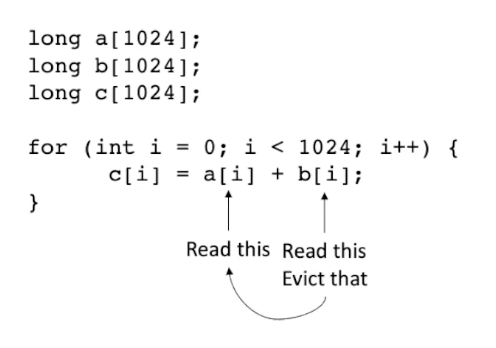 long a[1024];
long b[1024];
long c[1024];
for (int i = 0; i < 1024; i++) {
c[i] = a[i] + b[i];
}
Read this Read this
Evict that